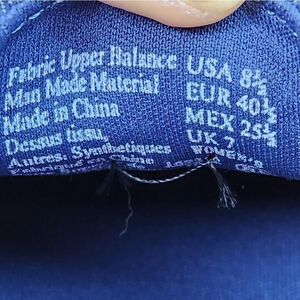 Fabric Upper Balance
Man Made Material
Made in China
Dessus tissu.
Autres: Synthetiques
USA 8½
EUR 40½
MEX 25½
UK 7
WOMEN'S